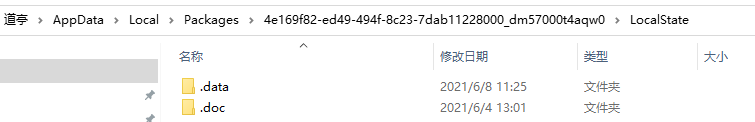 道亭 > AppData > Local > Packages > 4e169f82-ed49-494f-8c23-7dab11228000_dm57000t4aqw0 > LocalState
名称 修改日期 类型 大小
.data 2021/6/8 11:25 文件夹
.doc 2021/6/4 13:01 文件夹